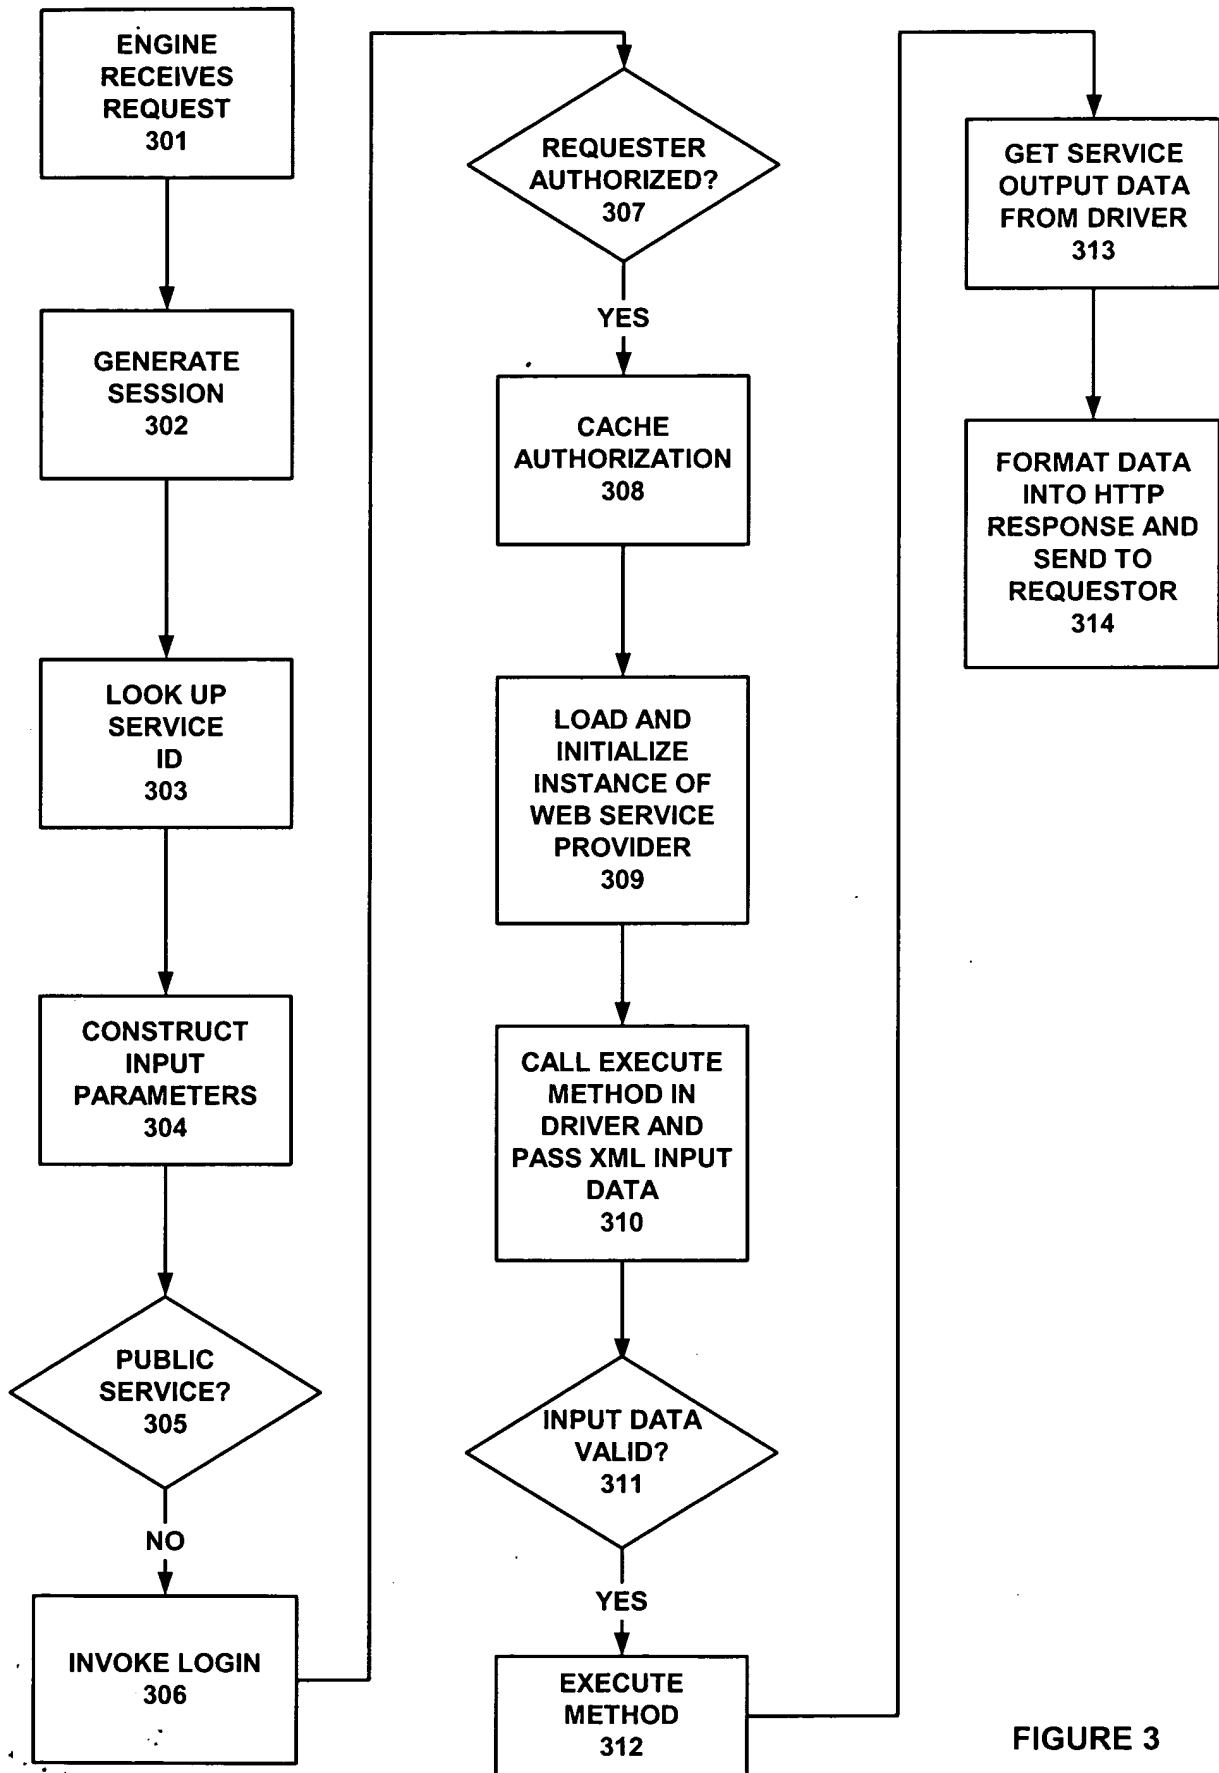 ENGINE
RECEIVES
REQUEST
301
GENERATE
SESSION
302
LOOK UP
SERVICE
ID
303
CONSTRUCT
INPUT
PARAMETERS
304
PUBLIC
SERVICE?
305
NO
INVOKE LOGIN
306
REQUESTER
AUTHORIZED?
307
YES
CACHE
AUTHORIZATION
308
LOAD AND
INITIALIZE
INSTANCE OF
WEB SERVICE
PROVIDER
309
CALL EXECUTE
METHOD IN
DRIVER AND
PASS XML INPUT
DATA
310
INPUT DATA
VALID?
311
YES
EXECUTE
METHOD
312
GET SERVICE
OUTPUT DATA
FROM DRIVER
313
FORMAT DATA
INTO HTTP
RESPONSE AND
SEND TO
REQUESTOR
314
FIGURE 3